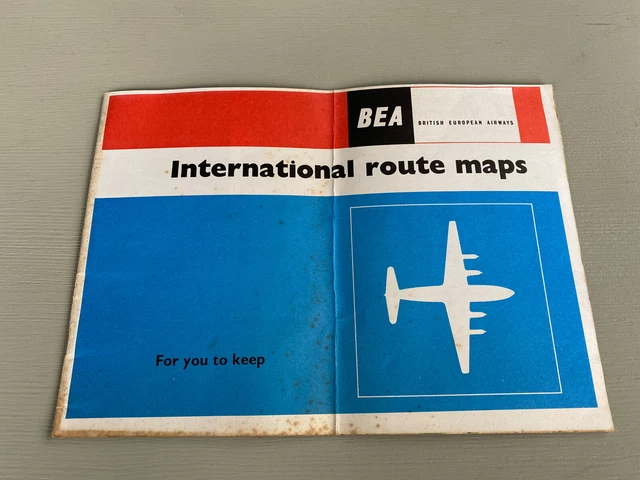 BEA BRITISH EUROPEAN AIRWAYS
International route maps
For you to keep